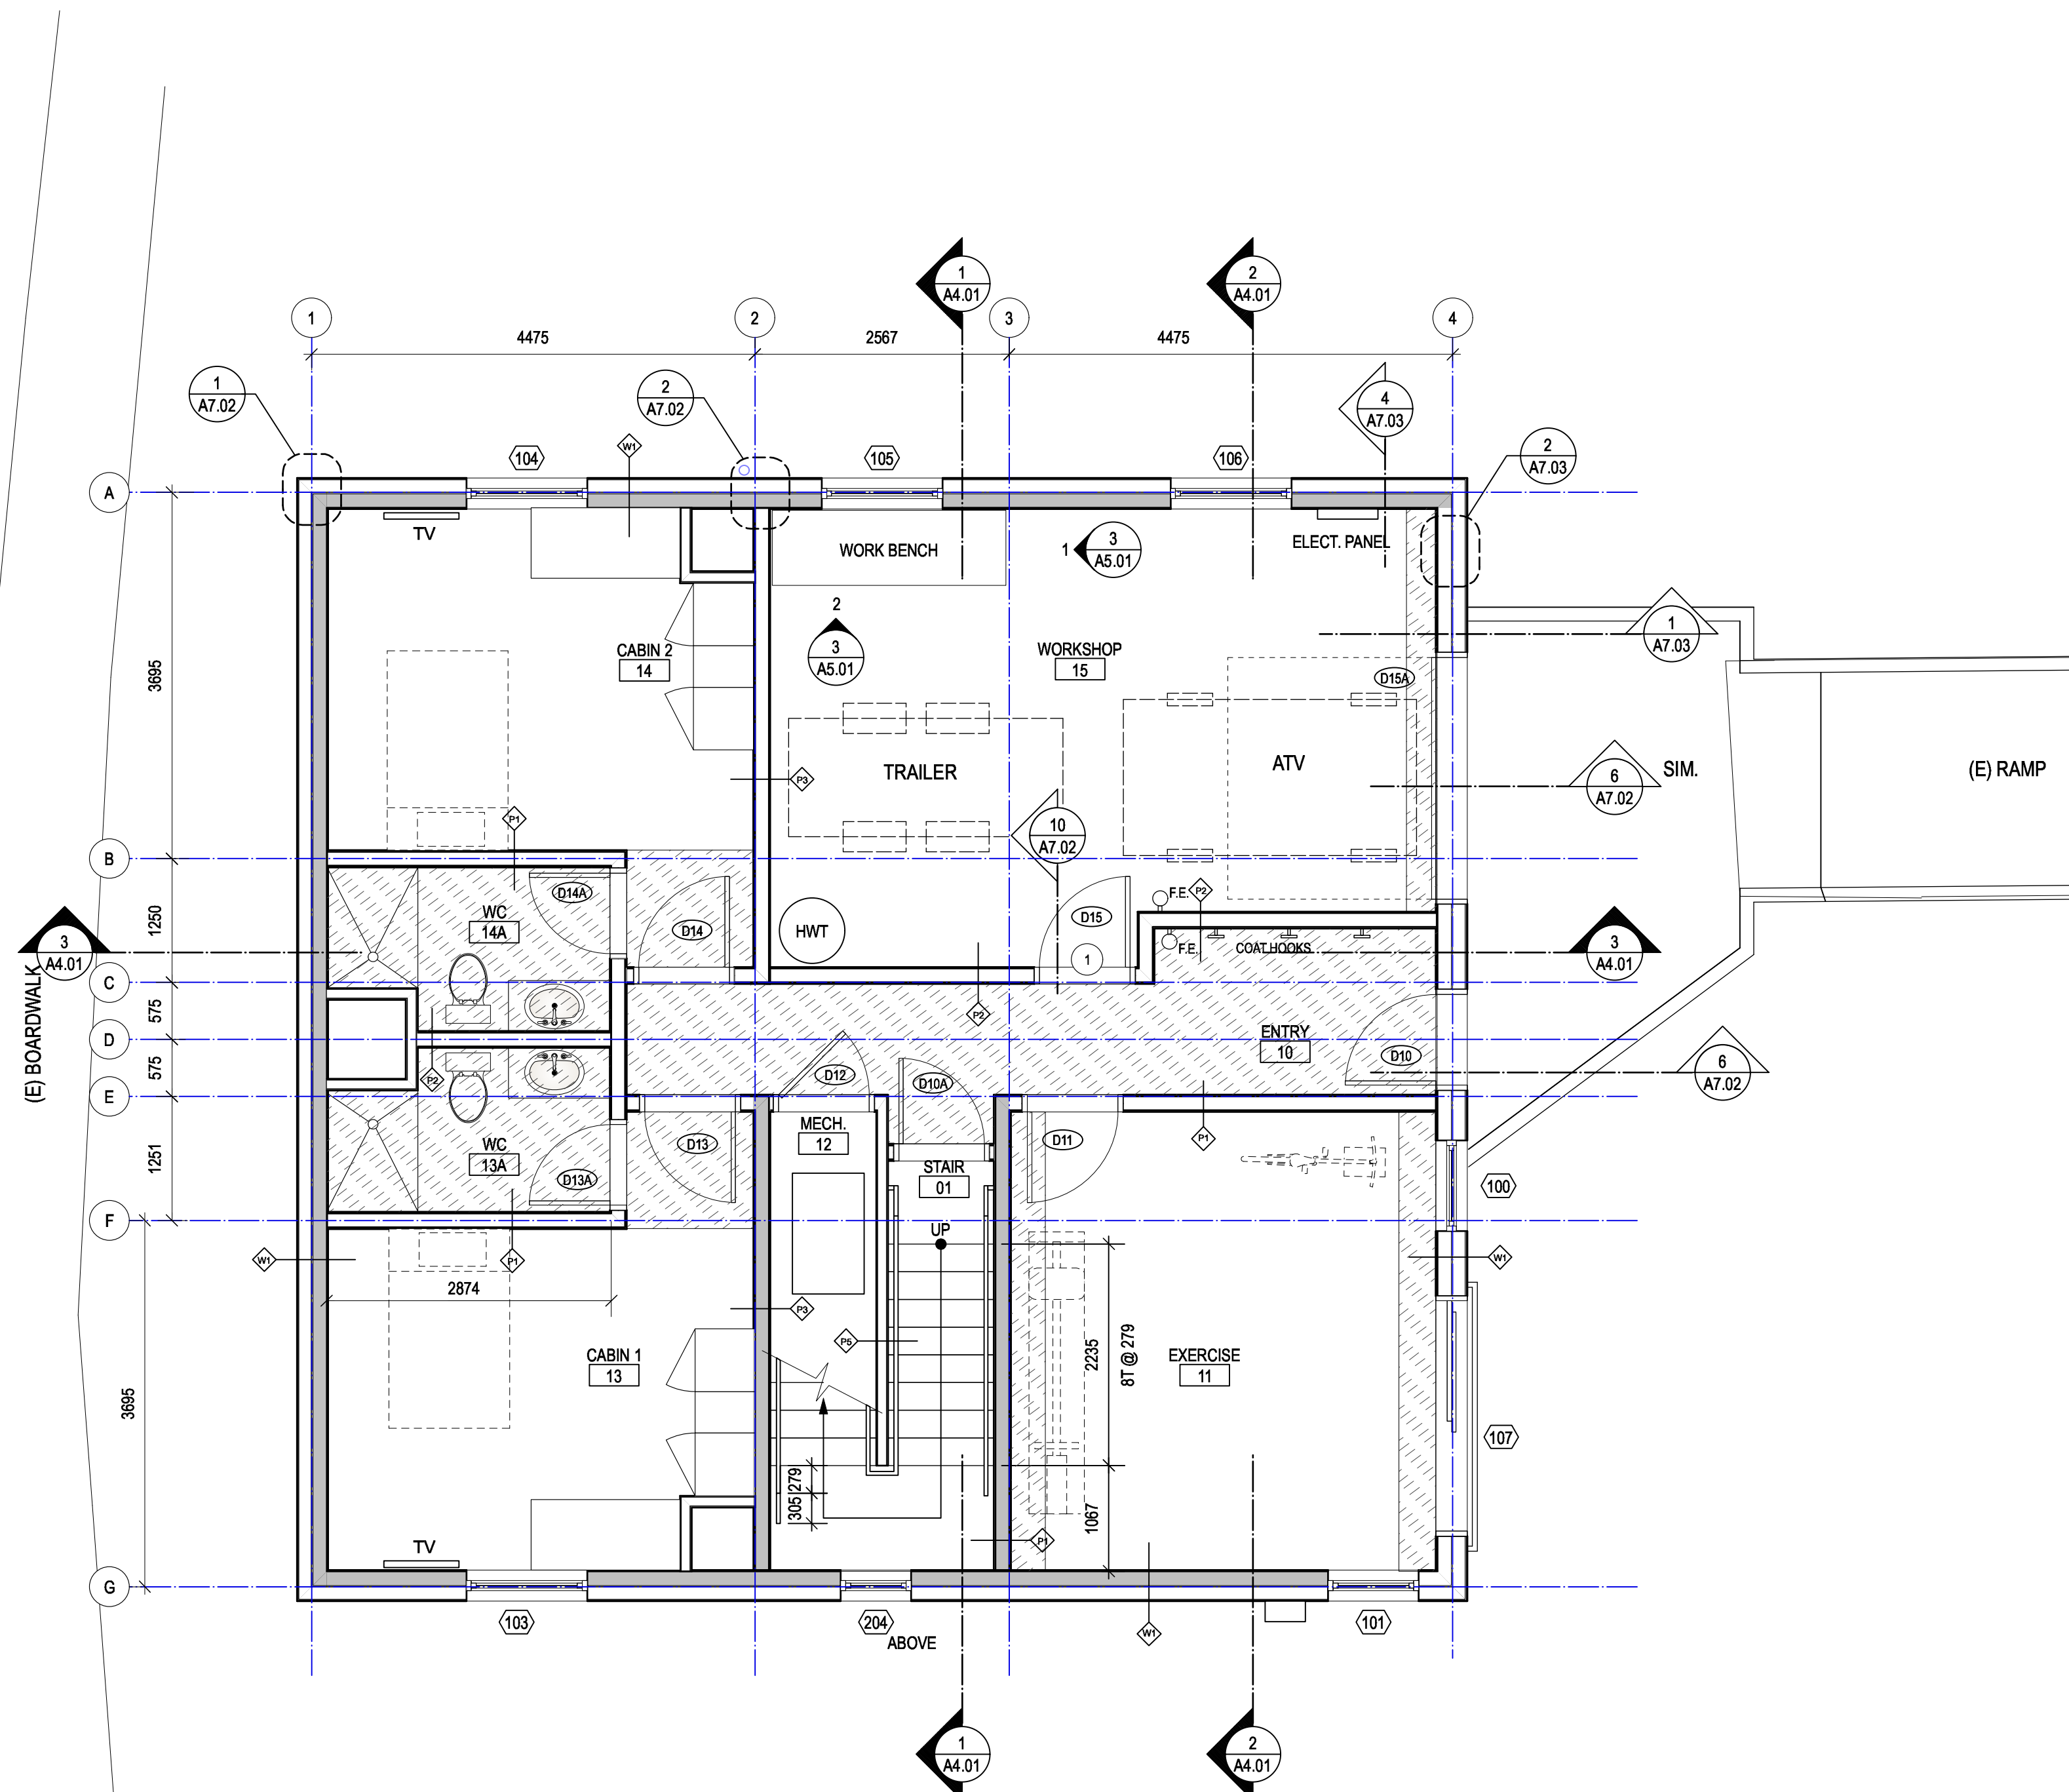 1
A4.01
2
A4.01
1
2
3
4
4475
2567
4475
1
A7.02
2
A7.02
4
A7.03
2
A7.03
104
W1
105
106
A
TV
WORK BENCH
1
3
A5.01
ELECT. PANEL
2
3
A5.01
CABIN 2
14
WORKSHOP
15
1
A7.03
D15A
3695
TRAILER
ATV
SIM.
(E) RAMP
6
A7.02
P3
P1
10
A7.02
B
D14A
F.E.
P2
WC
14A
D14
HWT
D15
1250
3
A4.01
F.E.
COAT HOOKS
3
A4.01
1
C
575
P2
(E) BOARDWALK
D
ENTRY
10
D10
575
P2
D12
D10A
6
A7.02
E
MECH.
12
D11
P1
WC
13A
D13
1251
STAIR
01
D13A
100
F
UP
W1
P1
W1
2874
P3
P5
2235
8T @ 279
CABIN 1
13
EXERCISE
11
3695
107
279
305
1067
P1
TV
G
103
204
ABOVE
W1
101
1
A4.01
2
A4.01